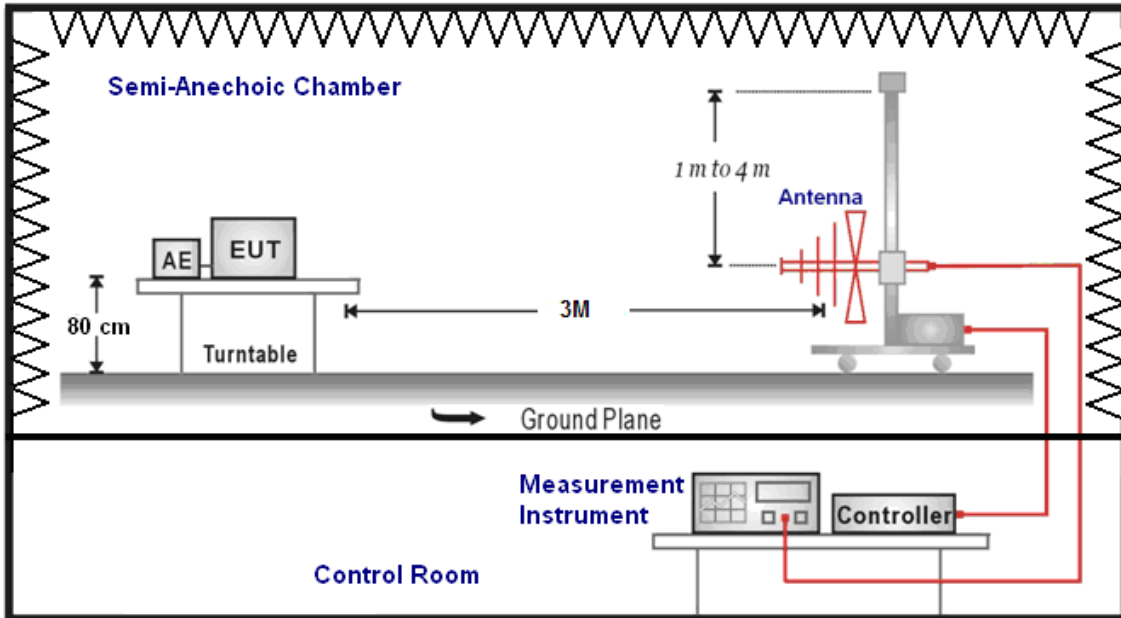 Semi-Anechoic Chamber
1 m to 4 m
Antenna
AE
EUT
80 cm
3M
Turntable
Ground Plane
Measurement
Instrument
Controller
Control Room